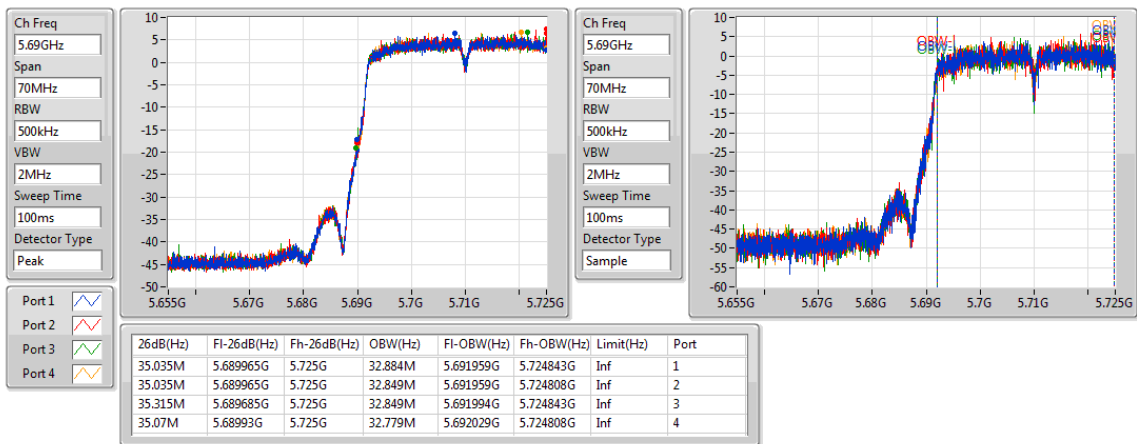 Ch Freq
5.69GHz
Span
70MHz
RBW
500kHz
VBW
2MHz
Sweep Time
100ms
Detector Type
Peak
10
5
0
-5
-10
-15
-20
-25
-30
-35
-40
-45
-50
5.655G 5.67G 5.68G 5.69G 5.7G 5.71G 5.725G
Ch Freq
5.69GHz
Span
70MHz
RBW
500kHz
VBW
2MHz
Sweep Time
100ms
Detector Type
Sample
10
5
0
-5
-10
-15
-20
-25
-30
-35
-40
-45
-50
-55
-60
5.655G 5.67G 5.68G 5.69G 5.7G 5.71G 5.725G
Port 1
Port 2
Port 3
Port 4
26dB(Hz) Fl-26dB(Hz) Fh-26dB(Hz) OBW(Hz) Fl-OBW(Hz) Fh-OBW(Hz) Limit(Hz) Port
35.035M 5.689965G 5.725G 32.884M 5.691959G 5.724843G Inf 1
35.035M 5.689965G 5.725G 32.849M 5.691959G 5.724808G Inf 2
35.315M 5.689685G 5.725G 32.849M 5.691994G 5.724843G Inf 3
35.07M 5.68993G 5.725G 32.779M 5.692029G 5.724808G Inf 4